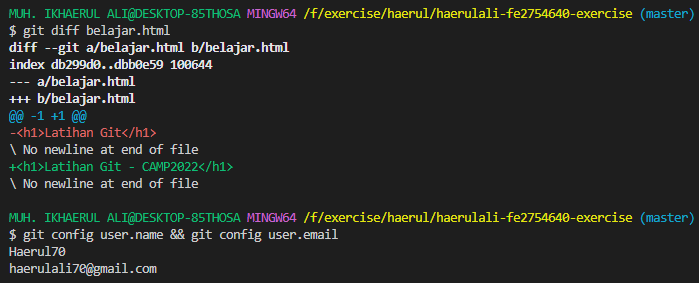 MUH. IKHAERUL ALI@DESKTOP-85THOSA MINGW64 /f/exercise/haerul/haerulali-fe2754640-exercise (master)
$ git diff belajar.html
diff --git a/belajar.html b/belajar.html
index db299d0..dbb0e59 100644
--- a/belajar.html
+++ b/belajar.html
@@ -1 +1 @@
-<h1>Latihan Git</h1>
\ No newline at end of file
+<h1>Latihan Git - CAMP2022</h1>
\ No newline at end of file
MUH. IKHAERUL ALI@DESKTOP-85THOSA MINGW64 /f/exercise/haerul/haerulali-fe2754640-exercise (master)
$ git config user.name && git config user.email
Haerul70
haerulali70@gmail.com